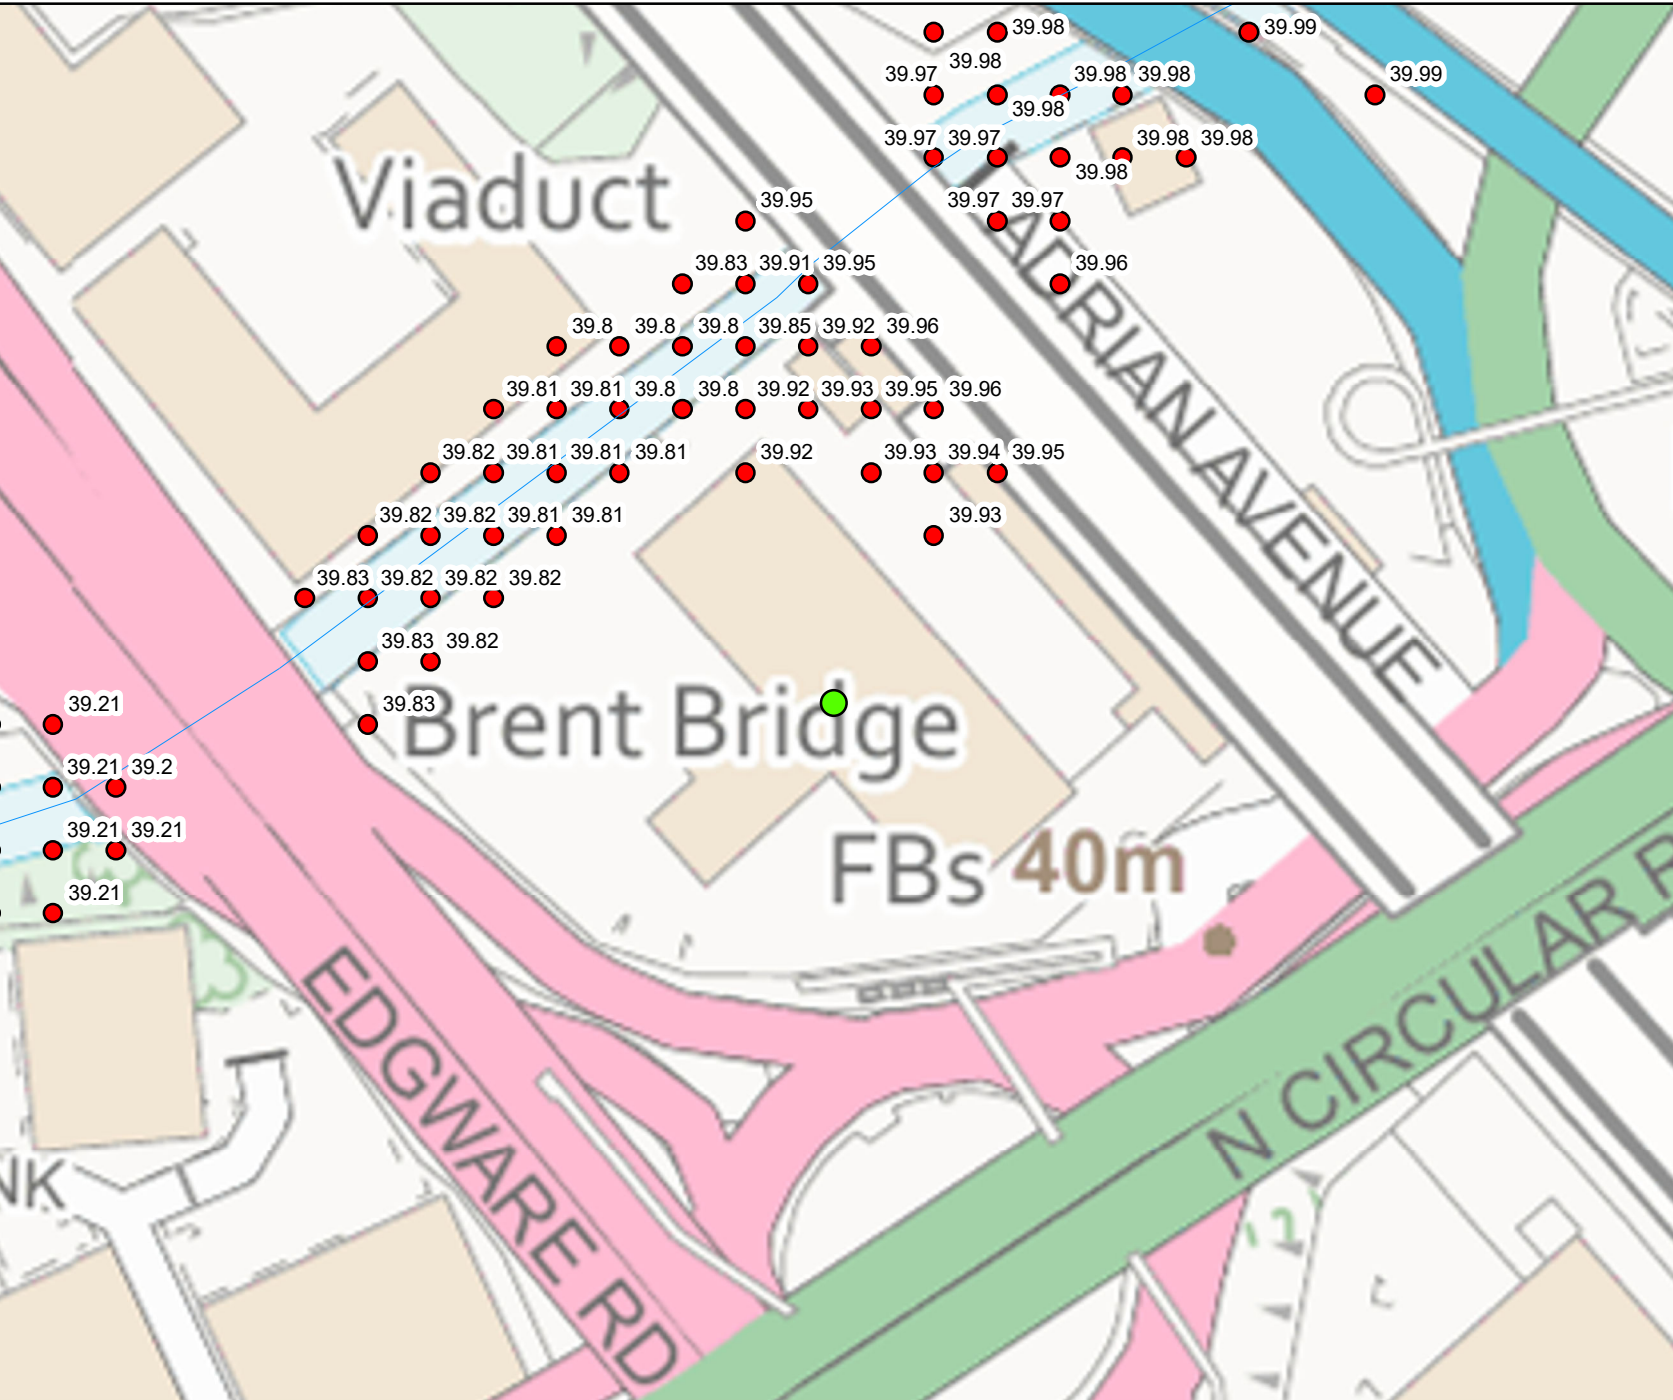 39.98 39.99
39.98
39.97 39.98 39.98 39.99
39.98
39.97 39.97 39.98 39.98
39.98
Viaduct
39.95 39.97 39.97
39.83 39.91 39.95 39.96
39.8 39.8 39.8 39.85 39.92 39.96
39.81 39.81 39.8 39.8 39.92 39.93 39.95 39.96
39.82 39.81 39.81 39.81 39.92 39.93 39.94 39.95
39.82 39.82 39.81 39.81 39.93
39.83 39.82 39.82 39.82
ADRIAN AVENUE
39.83 39.82
39.21 39.83
Brent Bridge
39.21 39.2
39.21 39.21
FBs 40m
39.21
EDGWARE RD
N CIRCULAR R
NK